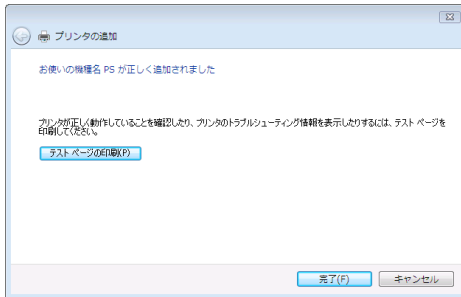 プリンタの追加
お使いの機種名 PS が正しく追加されました
プリンタが正しく動作していることを確認したり、プリンタのトラブルシューティング情報を表示したりするには、テスト ページを
印刷してください。
テスト ページの印刷(P)
完了(F)
キャンセル